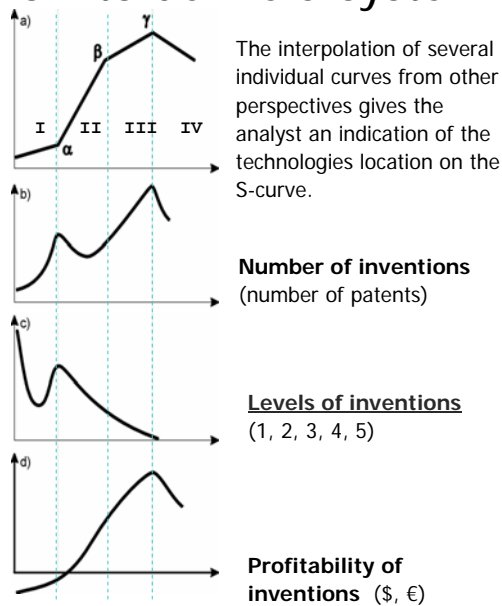 a)
γ
β
I II III IV
α
The interpolation of several
individual curves from other
perspectives gives the
analyst an indication of the
technologies location on the
S-curve.
b)
Number of inventions
(number of patents)
c)
Levels of inventions
(1, 2, 3, 4, 5)
d)
Profitability of
inventions ($, €)